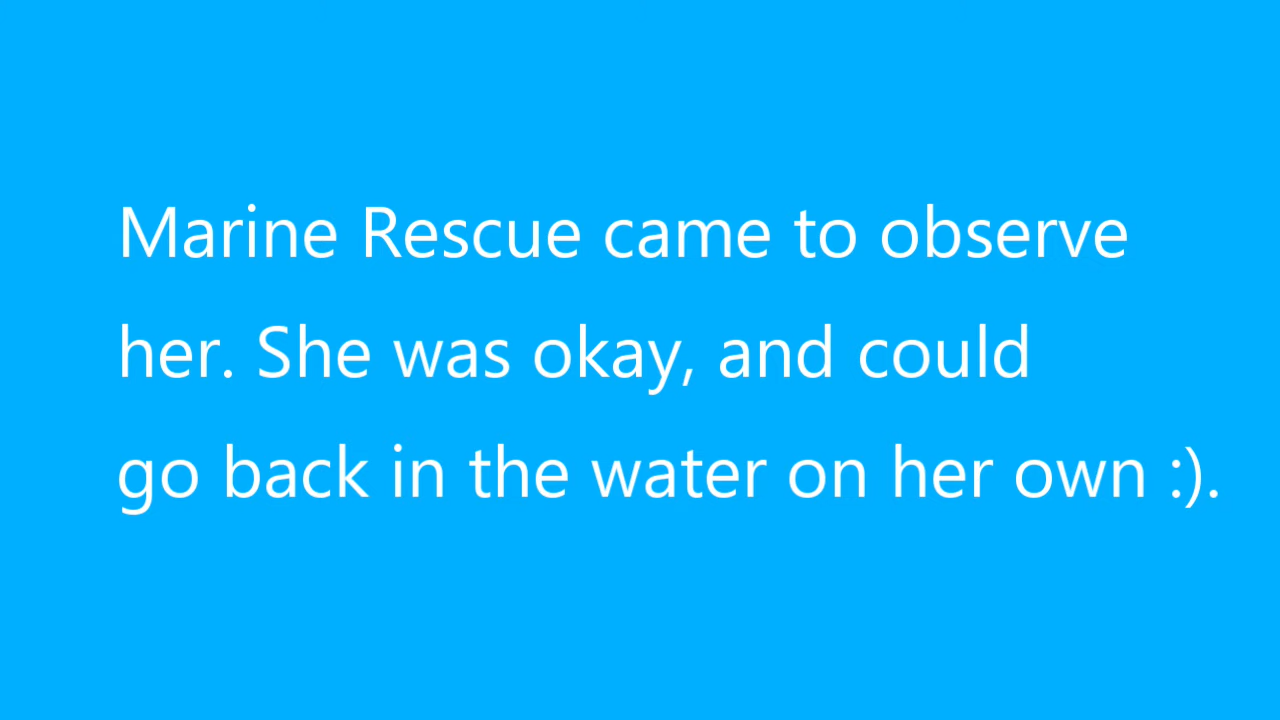 Marine Rescue came to observe
her. She was okay, and could
go back in the water on her own :).